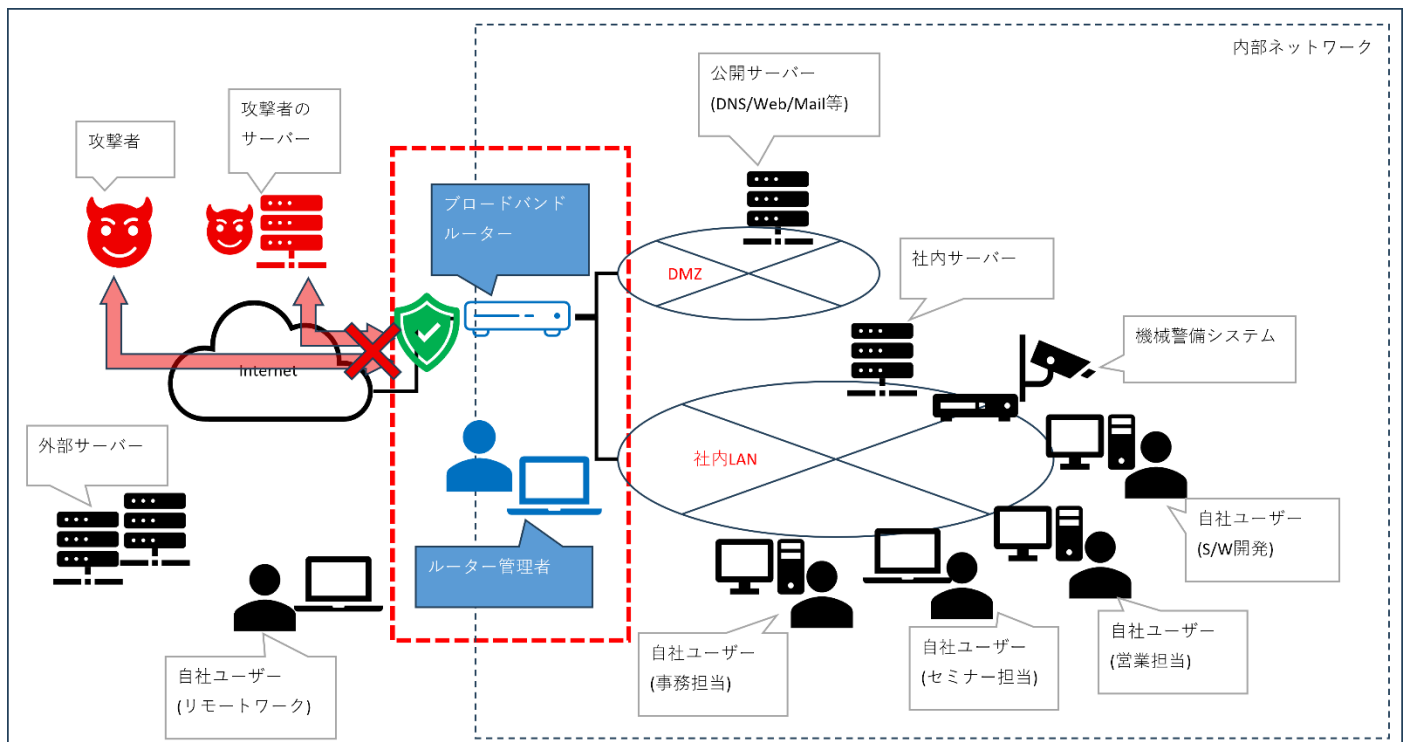 内部ネットワーク
公開サーバー
(DNS/Web/Mail等)
攻撃者の
サーバー
攻撃者
ブロードバンド
ルーター
DMZ
社内サーバー
機械警備システム
Internet
外部サーバー
社内LAN
ルーター管理者
自社ユーザー
(S/W開発)
自社ユーザー
(営業担当)
自社ユーザー
(セミナー担当)
自社ユーザー
(事務担当)
自社ユーザー
(リモートワーク)